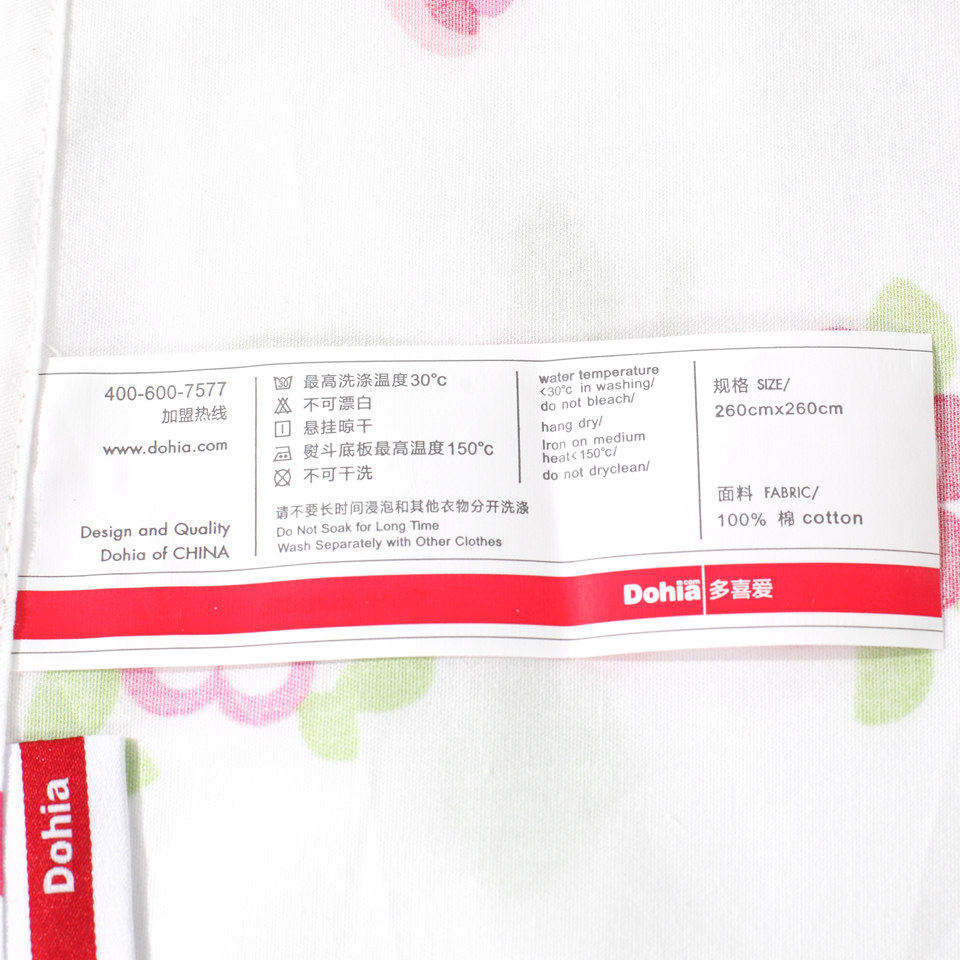 400-600-7577
加盟热线
www.dohia.com
Design and Quality
Dohia of CHINA
最高洗涤温度30℃
不可漂白
悬挂晾干
熨斗底板最高温度150℃
不可干洗
water temperature
<30℃ in washing/
do not bleach/
hang dry/
Iron on medium
heat<150℃/
do not dryclean/
请不要长时间浸泡和其他衣物分开洗涤
Do Not Soak for Long Time
Wash Separately with Other Clothes
规格 SIZE/
260cmx260cm
面料 FABRIC/
100% 棉 cotton
Dohia.com 多喜爱
Dohia